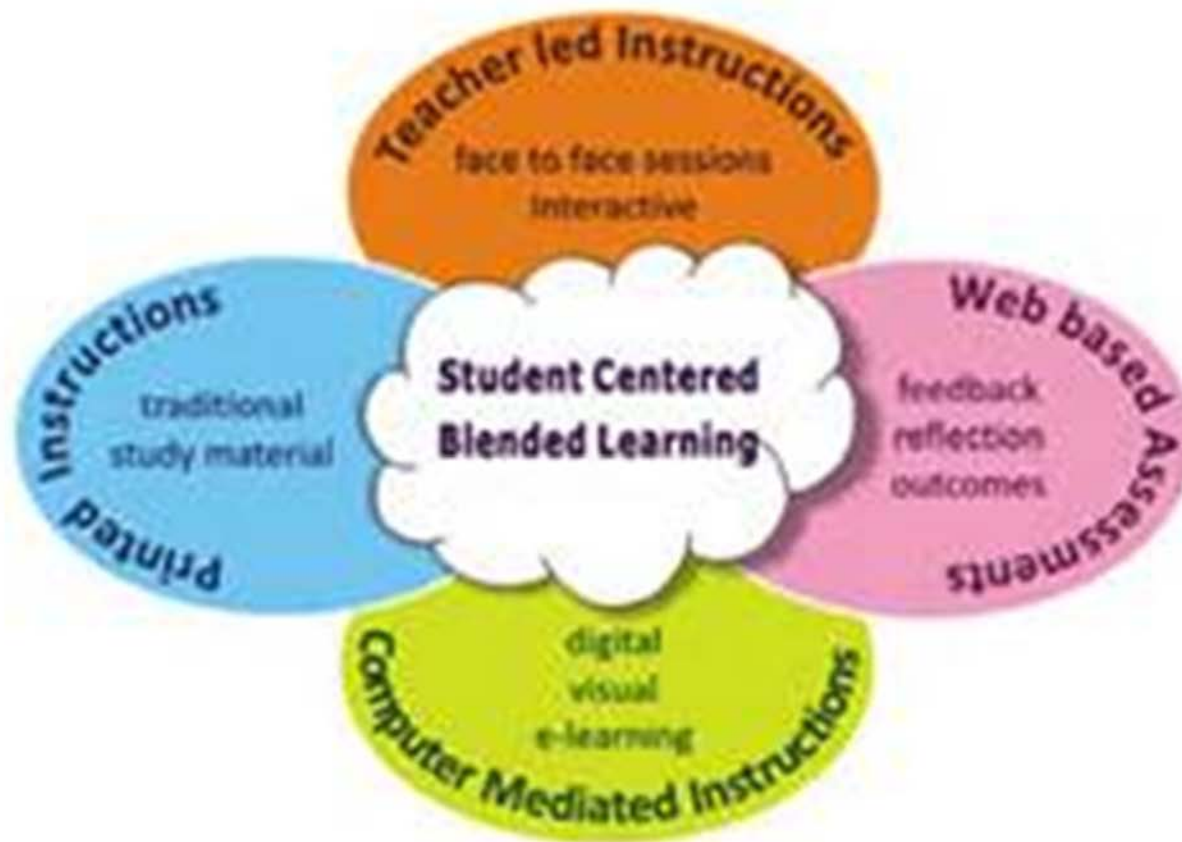 Teacher led Instructions
face to face sessions
Interactive
Printed Instructions
traditional
study material
Student Centered
Blended Learning
Web based Assessments
feedback
reflection
outcomes
digital
visual
e-learning
Computer Mediated Instructions